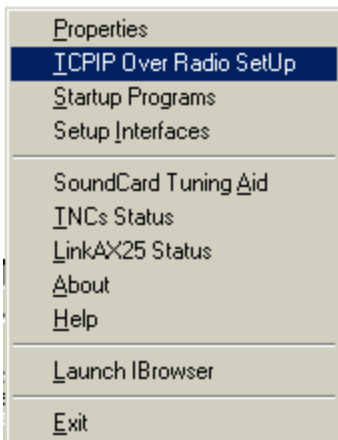 Properties
TCPIP Over Radio SetUp
Startup Programs
Setup Interfaces
SoundCard Tuning Aid
TNCs Status
LinkAX25 Status
About
Help
Launch IBrowser
Exit